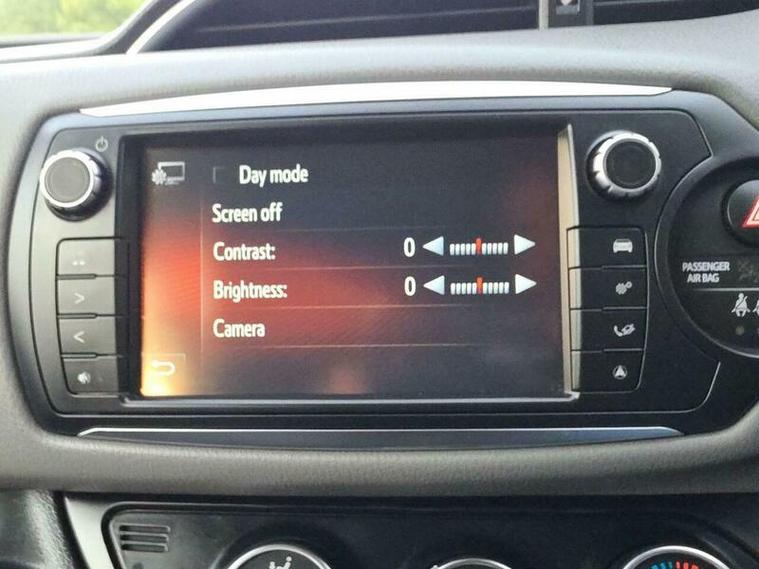 Day mode
Screen off
Contrast: 0
Brightness: 0
Camera
PASSENGER
AIR BAG